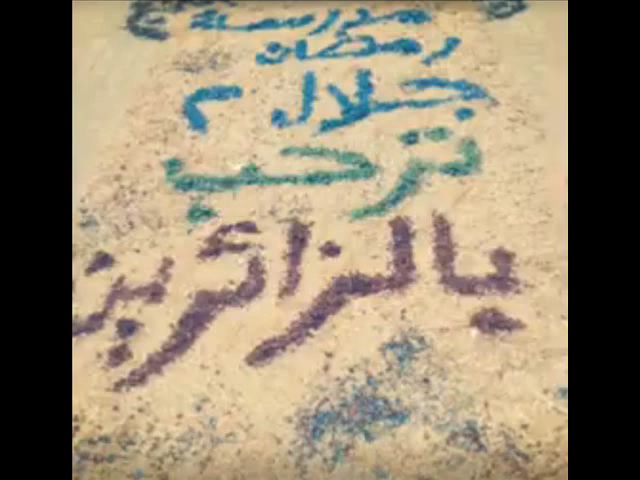 مدرسة
رمضان
جلال ٢
ترحب
بالزائرين